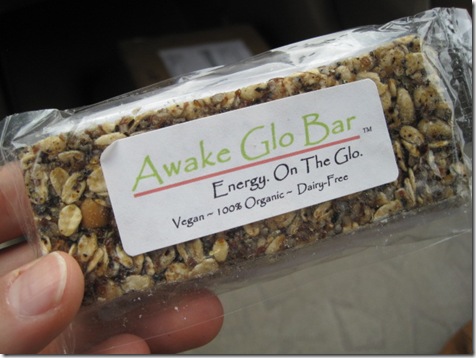 Awake Glo Bar™
Energy. On The Glo.
Vegan ~ 100% Organic ~ Dairy-Free